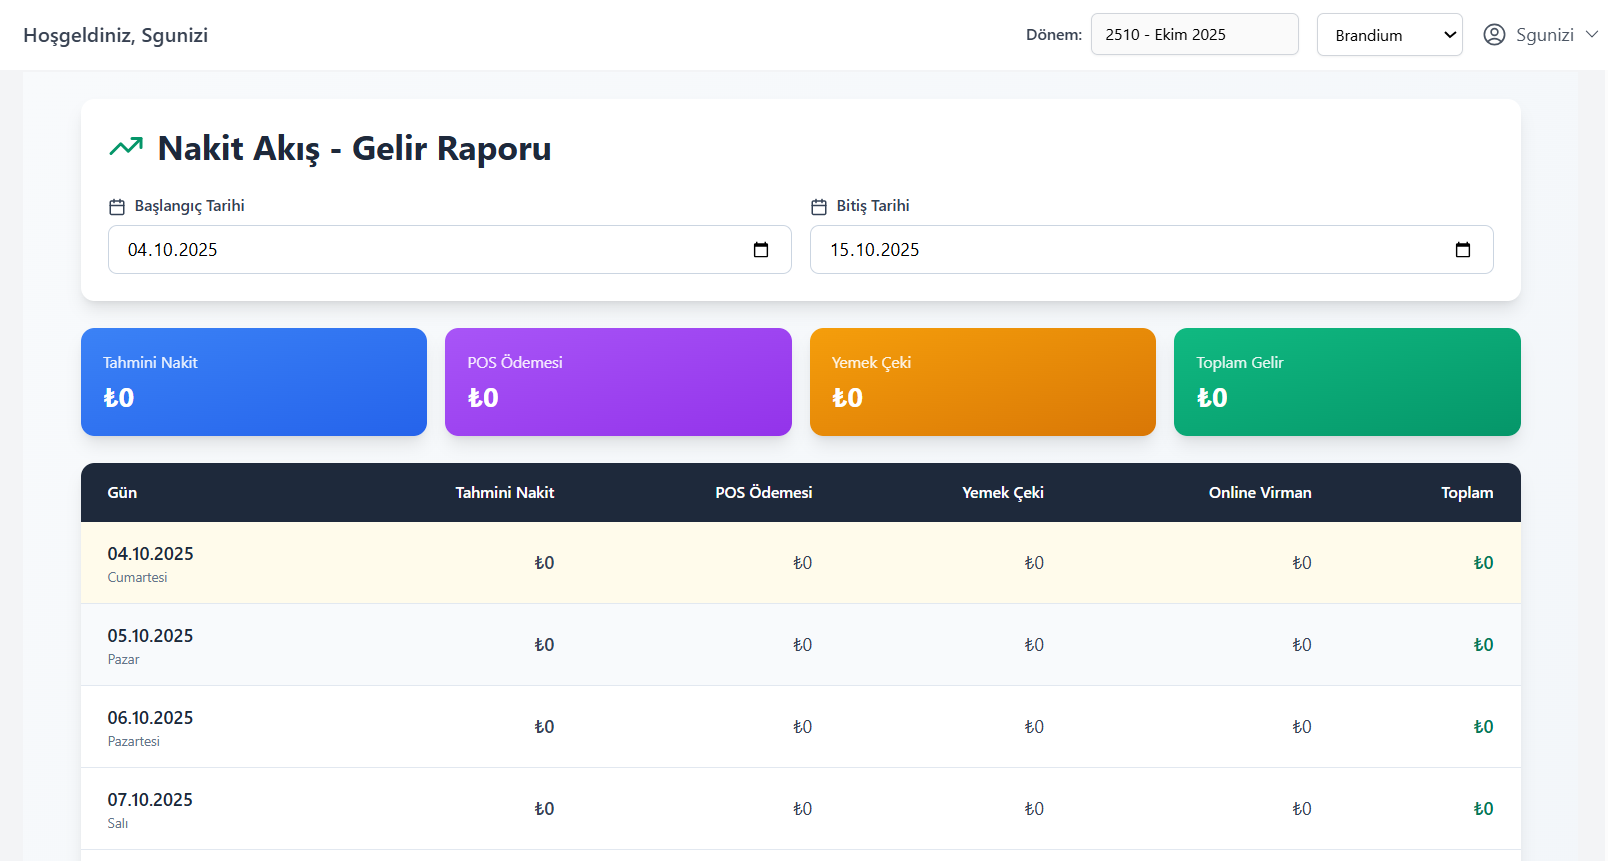 Hoşgeldiniz, Sgunizi
Dönem: 2510 - Ekim 2025 Brandium Sgunizi
Nakit Akış - Gelir Raporu
Başlangıç Tarihi Bitiş Tarihi
04.10.2025 15.10.2025
Tahmini Nakit POS Ödemesi Yemek Çeki Toplam Gelir
₺0 ₺0 ₺0 ₺0
Gün Tahmini Nakit POS Ödemesi Yemek Çeki Online Virman Toplam
04.10.2025 ₺0 ₺0 ₺0 ₺0 ₺0
Cumartesi
05.10.2025 ₺0 ₺0 ₺0 ₺0 ₺0
Pazar
06.10.2025 ₺0 ₺0 ₺0 ₺0 ₺0
Pazartesi
07.10.2025 ₺0 ₺0 ₺0 ₺0 ₺0
Salı